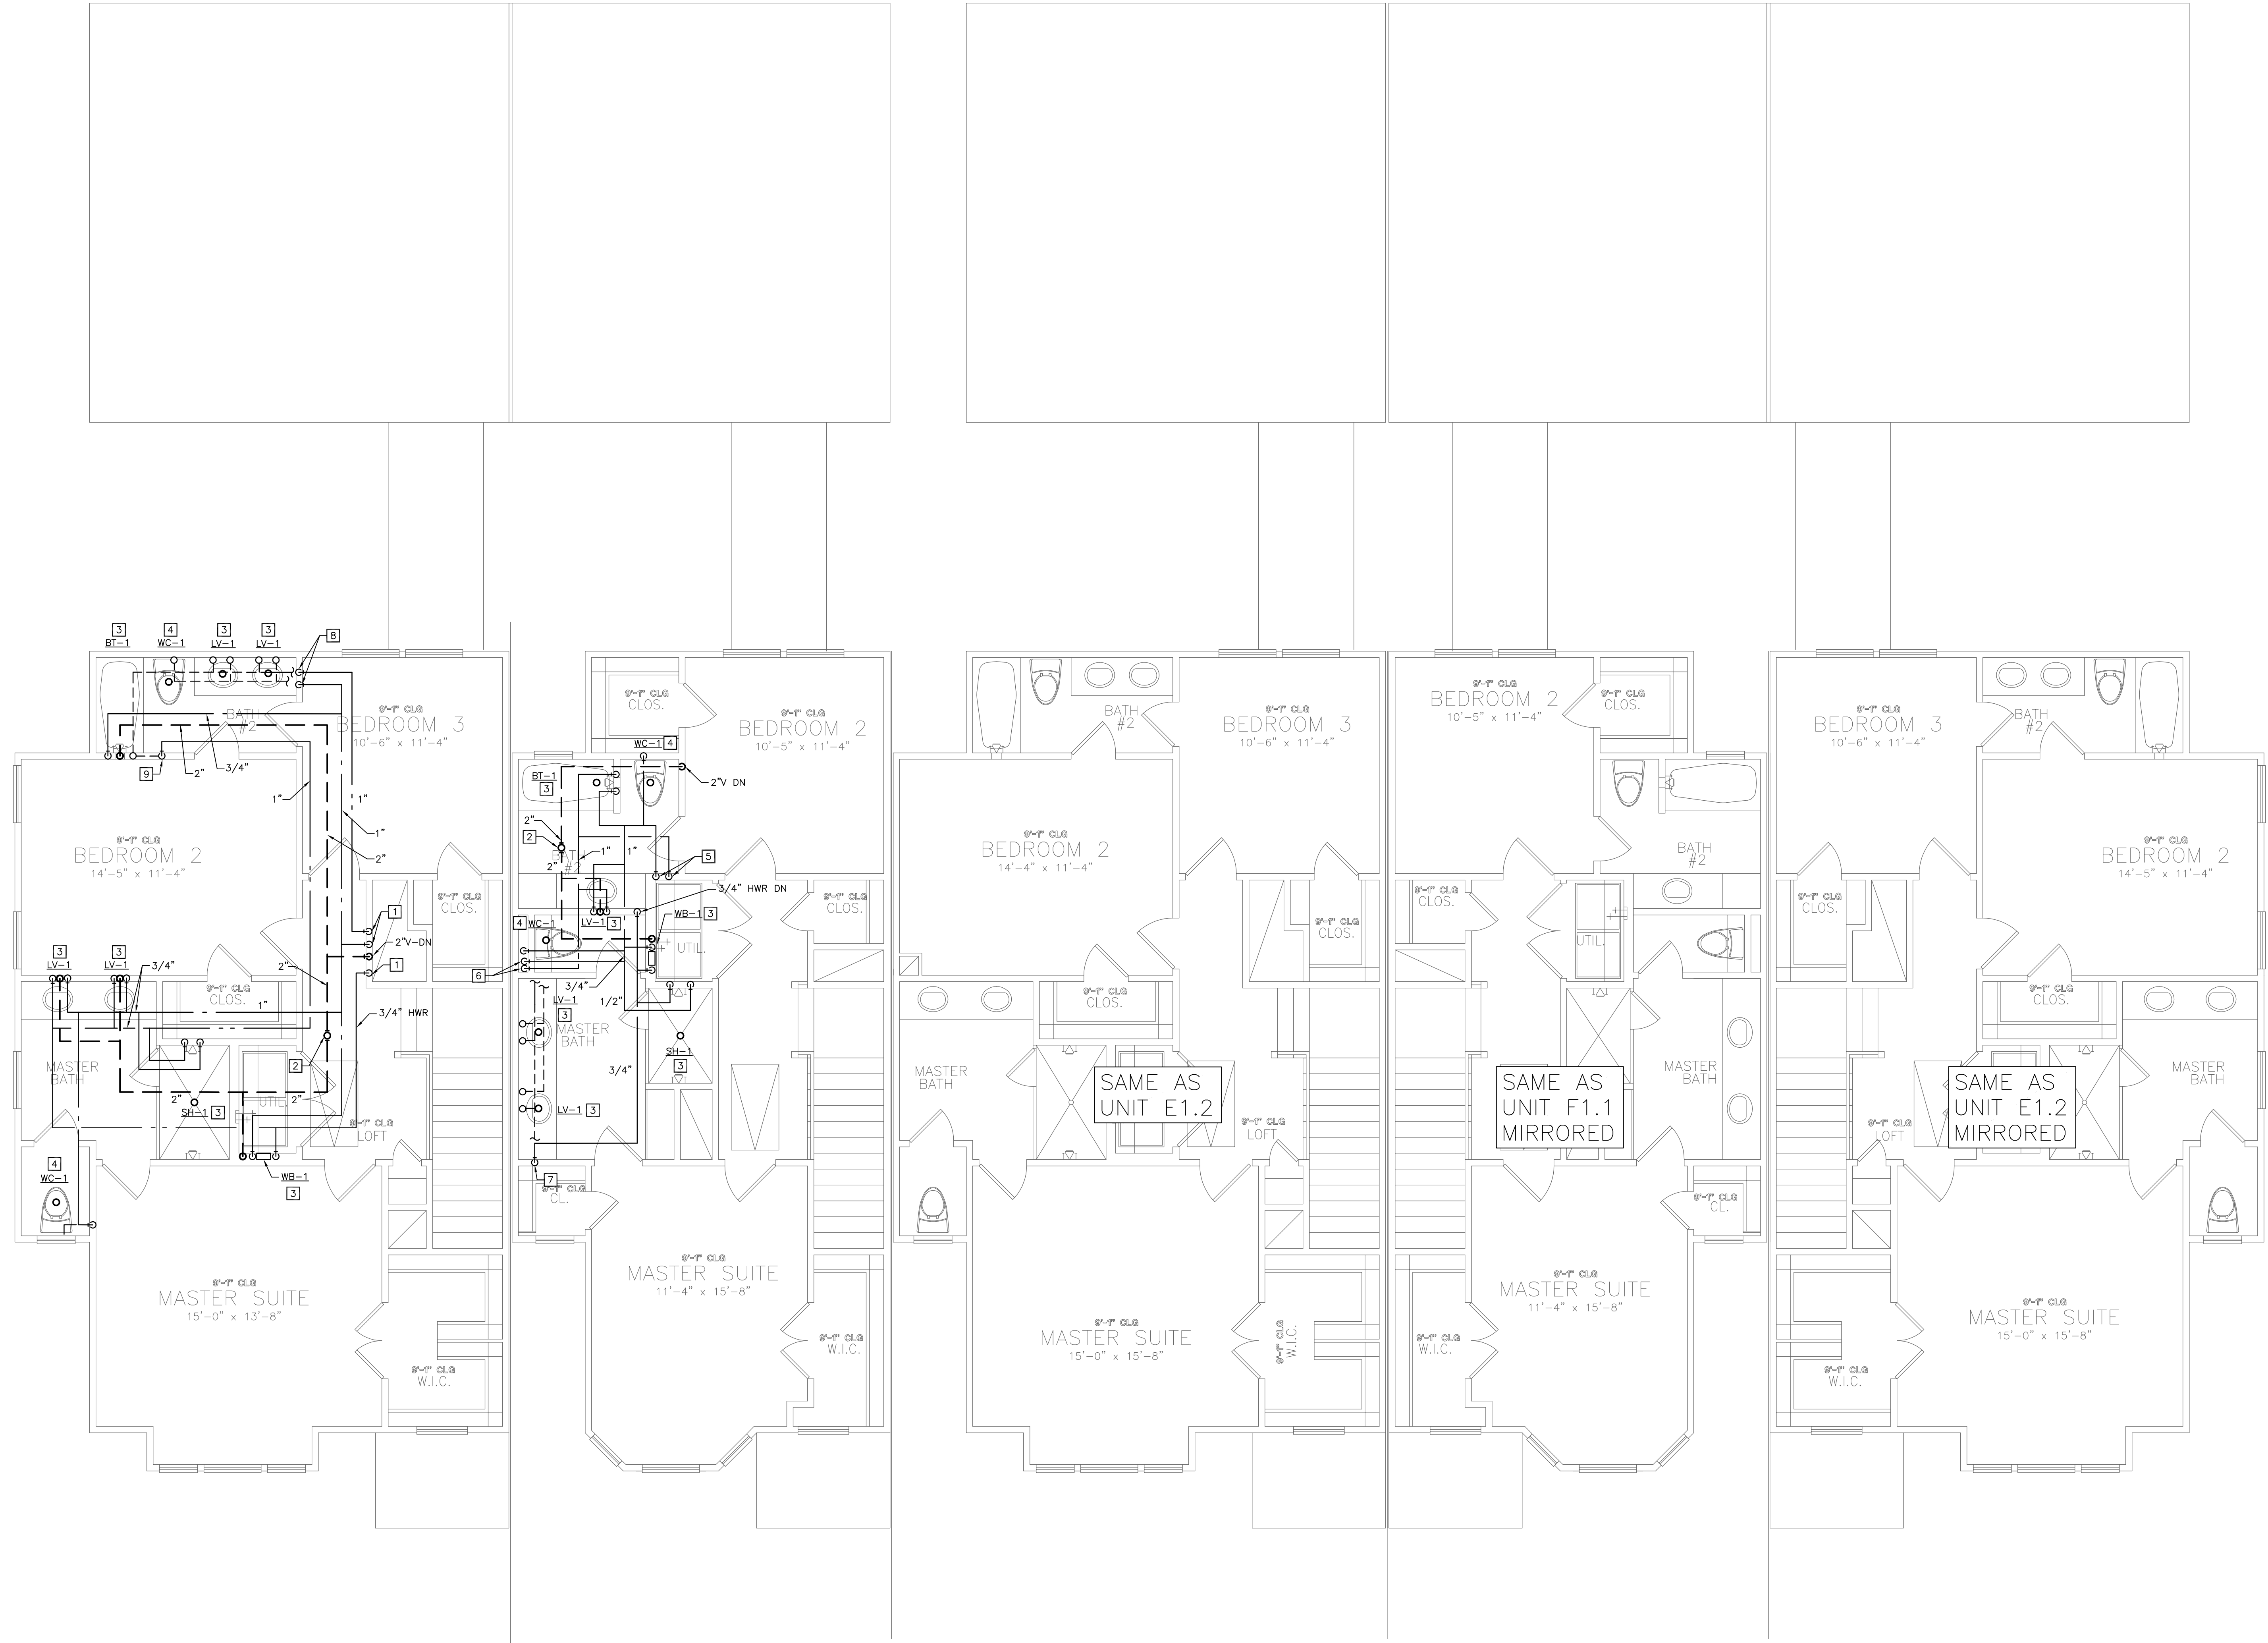 3
4
3
3
BT-1
WC-1
LV-1
LV-1
8
BATH
#2
9'-1" CLG
BEDROOM 3
10'-6" x 11'-4"
9
2"
3/4"
1"
1"
1"
2"
9'-1" CLG
BEDROOM 2
14'-5" x 11'-4"
9'-1" CLG
CLOS.
1
2"V-DN
1
3
3
LV-1
LV-1
3/4"
2"
9'-1" CLG
CLOS.
1"
3/4" HWR
MASTER
BATH
2
2"
SH-1
3
UTIL.
2"
9'-1" CLG
LOFT
4
WC-1
WB-1
3
9'-1" CLG
MASTER SUITE
15'-0" x 13'-8"
9'-1" CLG
W.I.C.
9'-1" CLG
CLOS.
9'-1" CLG
BEDROOM 2
10'-5" x 11'-4"
WC-1
4
BT-1
3
2"V DN
2"
2
BATH
#2
2"
1"
1"
5
3/4" HWR DN
WB-1
3
9'-1" CLG
CLOS.
4
WC-1
LV-1
3
UTIL.
6
3/4"
1/2"
LV-1
3
MASTER
BATH
SH-1
3
3/4"
LV-1
3
7
9'-1" CLG
CL.
9'-1" CLG
MASTER SUITE
11'-4" x 15'-8"
9'-1" CLG
W.I.C.
BATH
#2
9'-1" CLG
BEDROOM 3
10'-6" x 11'-4"
9'-1" CLG
BEDROOM 2
14'-4" x 11'-4"
9'-1" CLG
CLOS.
9'-1" CLG
CLOS.
MASTER
BATH
SAME AS
UNIT E1.2
9'-1" CLG
LOFT
9'-1" CLG
MASTER SUITE
15'-0" x 15'-8"
9'-1" CLG
W.I.C.
9'-1" CLG
BEDROOM 2
10'-5" x 11'-4"
9'-1" CLG
CLOS.
BATH
#2
9'-1" CLG
CLOS.
UTIL.
MASTER
BATH
SAME AS
UNIT F1.1
MIRRORED
9'-1" CLG
CL.
9'-1" CLG
MASTER SUITE
11'-4" x 15'-8"
9'-1" CLG
W.I.C.
9'-1" CLG
BEDROOM 3
10'-6" x 11'-4"
BATH
#2
9'-1" CLG
BEDROOM 2
14'-5" x 11'-4"
9'-1" CLG
CLOS.
9'-1" CLG
CLOS.
MASTER
BATH
SAME AS
UNIT E1.2
MIRRORED
9'-1" CLG
LOFT
9'-1" CLG
MASTER SUITE
15'-0" x 15'-8"
9'-1" CLG
W.I.C.